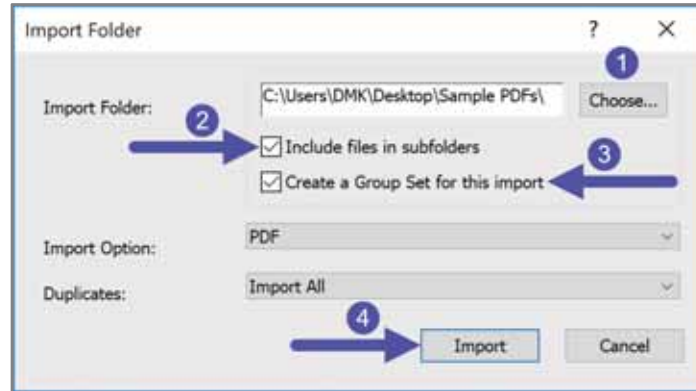 Import Folder
?
1
Import Folder:
C:\Users\DMK\Desktop\Sample PDFs\
Choose...
2
Include files in subfolders
3
Create a Group Set for this import
Import Option:
PDF
Duplicates:
Import All
4
Import
Cancel